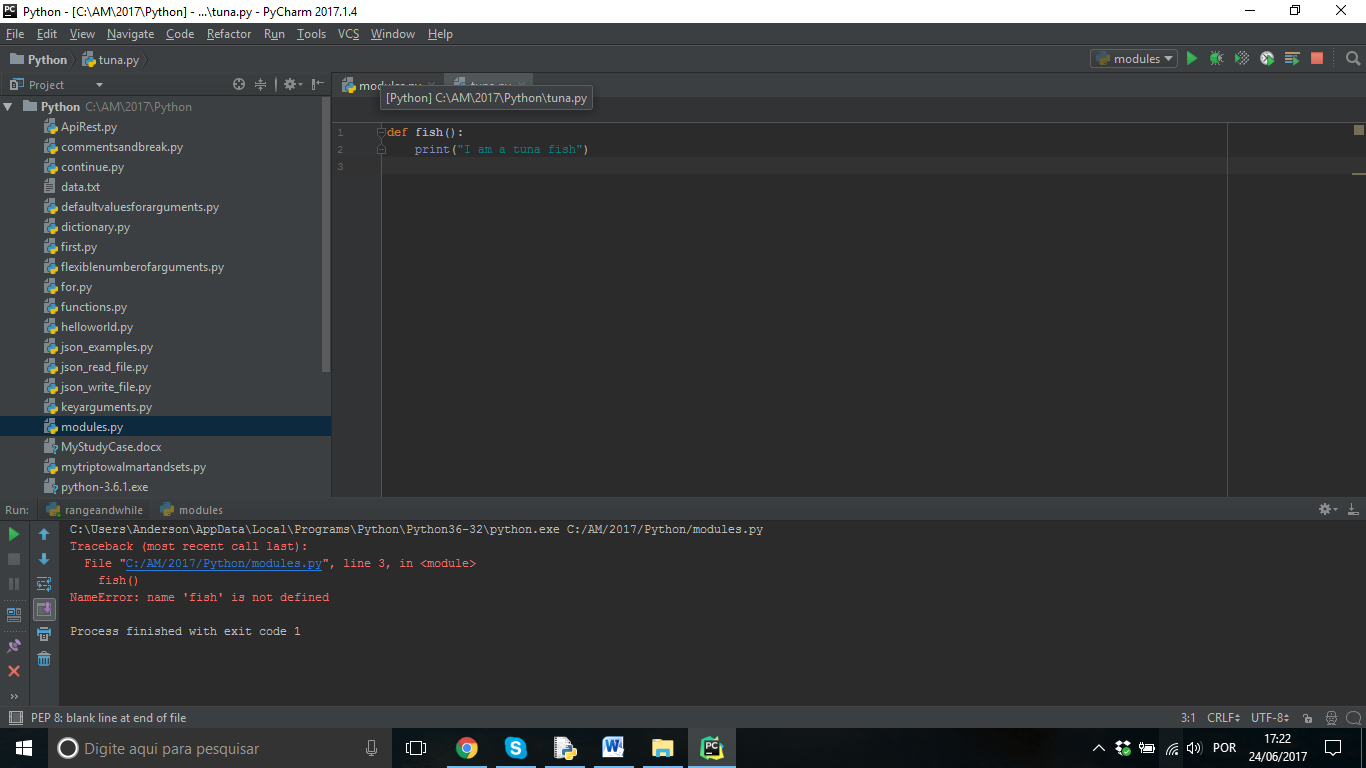 Python - [C:\AM\2017\Python] - ...\tuna.py - PyCharm 2017.1.4
File Edit View Navigate Code Refactor Run Tools VCS Window Help
Python tuna.py modules
Project modules.py tuna.py
[Python] C:\AM\2017\Python\tuna.py
Python C:\AM\2017\Python
ApiRest.py
commentsandbreak.py
continue.py
data.txt
defaultvaluesforarguments.py
dictionary.py
first.py
flexiblenumberofarguments.py
for.py
functions.py
helloworld.py
json_examples.py
json_read_file.py
json_write_file.py
keyarguments.py
modules.py
MyStudyCase.docx
mytriptowalmartandsets.py
python-3.6.1.exe
1 def fish():
2 print("I am a tuna fish")
3
Run: rangeandwhile modules
C:\Users\Anderson\AppData\Local\Programs\Python\Python36-32\python.exe C:/AM/2017/Python/modules.py
Traceback (most recent call last):
File "C:/AM/2017/Python/modules.py", line 3, in <module>
fish()
NameError: name 'fish' is not defined
Process finished with exit code 1
PEP 8: blank line at end of file 3:1 CRLF UTF-8
Digite aqui para pesquisar
POR
17:22
24/06/2017